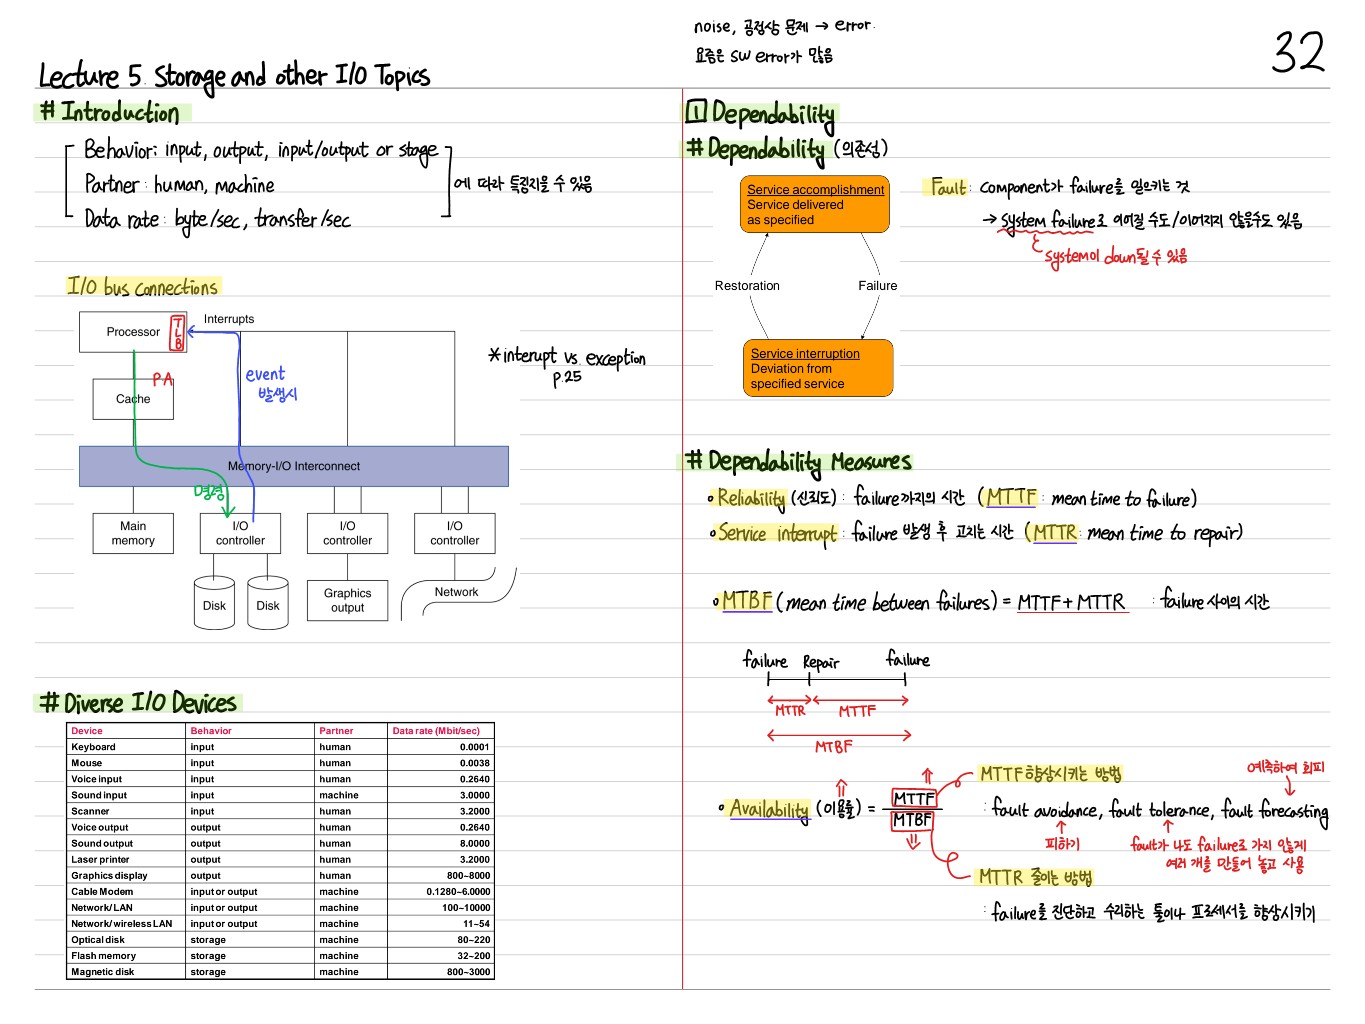 noise, 공정상 문제 → error.
요즘은 SW error가 많음
32
Lecture 5. Storage and other I/O Topics
# Introduction
Behavior: input, output, input/output or stage
Partner: human, machine
Data rate: byte/sec, transfer/sec
에 따라 특징지을 수 있음
I/O bus connections
Processor
TLB
Interrupts
PA
Cache
event
발생시
* interupt vs. exception
p.25
Memory-I/O Interconnect
명령
Main
memory
I/O
controller
I/O
controller
I/O
controller
Disk
Disk
Graphics
output
Network
# Diverse I/O Devices
Device Behavior Partner Data rate (Mbit/sec)
Keyboard input human 0.0001
Mouse input human 0.0038
Voice input input human 0.2640
Sound input input machine 3.0000
Scanner input human 3.2000
Voice output output human 0.2640
Sound output output human 8.0000
Laser printer output human 3.2000
Graphics display output human 800~8000
Cable Modem input or output machine 0.1280~6.0000
Network/ LAN input or output machine 100~10000
Network/ wireless LAN input or output machine 11~54
Optical disk storage machine 80~220
Flash memory storage machine 32~200
Magnetic disk storage machine 800~3000
1 Dependability
# Dependability (의존성)
Service accomplishment
Service delivered
as specified
Restoration
Failure
Service interruption
Deviation from
specified service
Fault: Component가 failure를 일으키는 것
→ system failure로 이어질 수도/이어지지 않을수도 있음
system이 down될 수 있음
# Dependability Measures
• Reliability (신뢰도) : failure까지의 시간 (MTTF : mean time to failure)
• Service interrupt : failure 발생 후 고치는 시간 (MTTR : mean time to repair)
• MTBF (mean time between failures) = MTTF + MTTR : failure 사이의 시간
failure Repair failure
MTTR MTTF
MTBF
• Availability (이용률) = MTTF
MTBF
MTTF 향상시키는 방법
예측하여 회피
: fault avoidance, fault tolerance, fault forecasting
피하기
fault가 나도 failure로 가지 않게
여러 개를 만들어 놓고 사용
MTTR 줄이는 방법
: failure를 진단하고 수리하는 툴이나 프로세서를 향상시키기